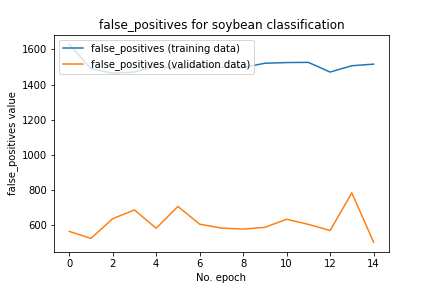 false_positives for soybean classification
false_positives (training data)
false_positives (validation data)
false_positives value
1600
1400
1200
1000
800
600
0 2 4 6 8 10 12 14
No. epoch